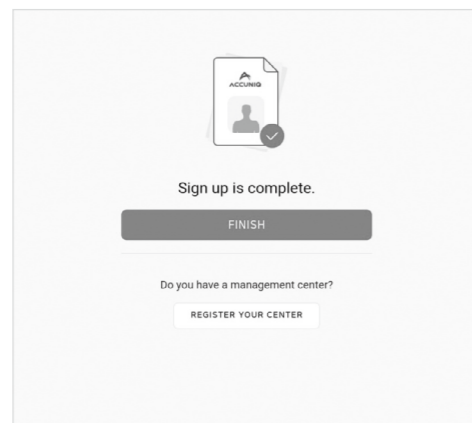 ACCUNIQ
Sign up is complete.
FINISH
Do you have a management center?
REGISTER YOUR CENTER